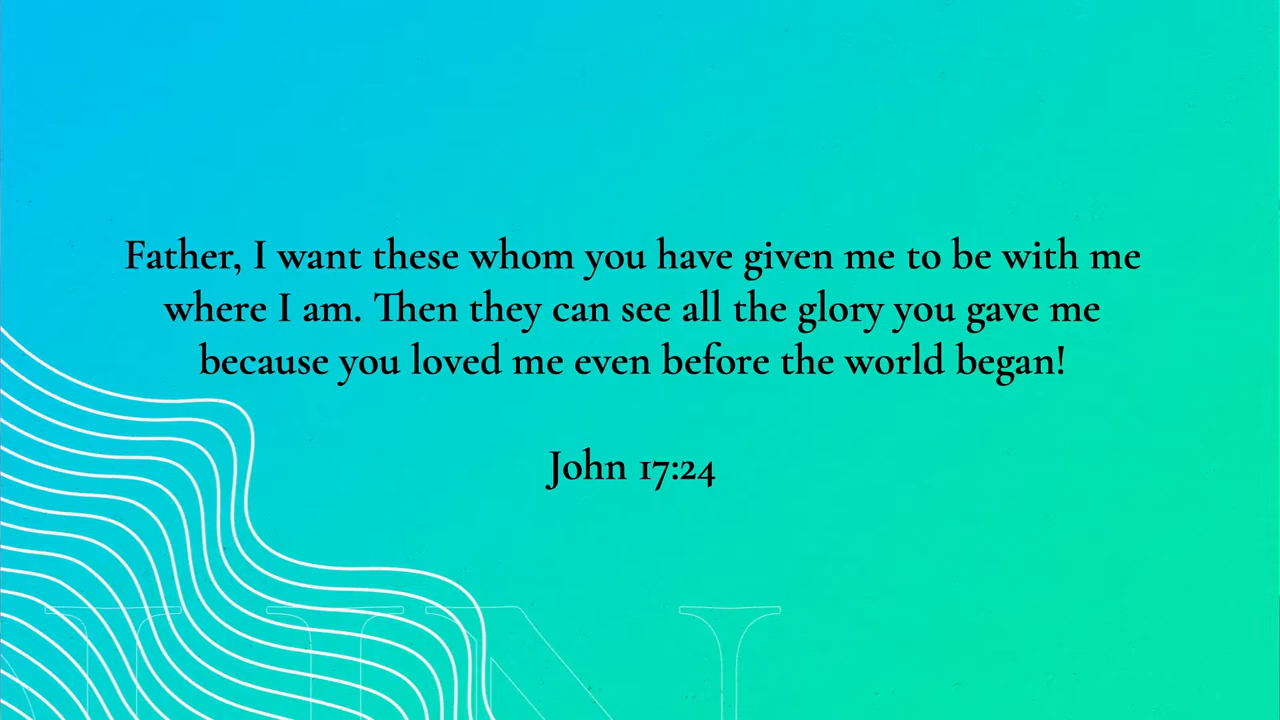 Father, I want these whom you have given me to be with me
where I am. Then they can see all the glory you gave me
because you loved me even before the world began!
John 17:24